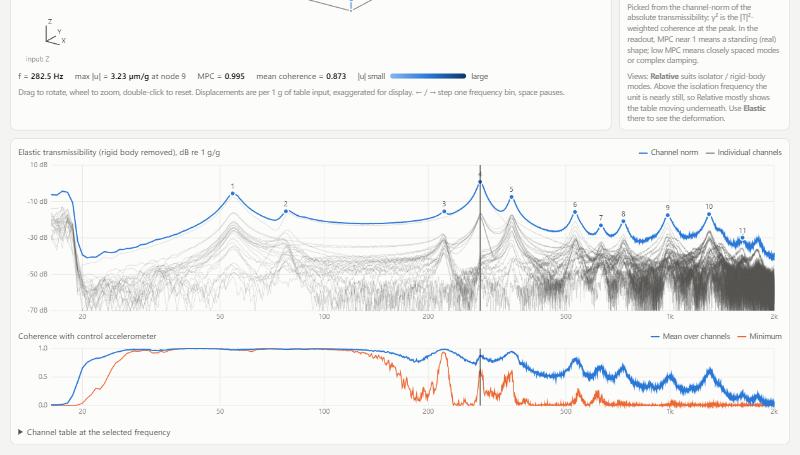 Picked from the channel-norm of the
absolute transmissibility; γ² is the |T|²-
weighted coherence at the peak. In the
readout, MPC near 1 means a standing (real)
shape; low MPC means closely spaced modes
or complex damping.
Z
Y
X
input Z
f = 282.5 Hz max |u| = 3.23 µm/g at node 9 MPC = 0.995 mean coherence = 0.873 |u| small large
Drag to rotate, wheel to zoom, double-click to reset. Displacements are per 1 g of table input, exaggerated for display. ← / → step one frequency bin, space pauses.
Views: Relative suits isolator / rigid-body
modes. Above the isolation frequency the
unit is nearly still, so Relative mostly shows
the table moving underneath. Use Elastic
there to see the deformation.
Elastic transmissibility (rigid body removed), dB re 1 g/g
Channel norm Individual channels
10 dB
-10 dB
-30 dB
-50 dB
-70 dB
1
2
3
4
5
6
7
8
9
10
11
20 50 100 200 500 1k 2k
Coherence with control accelerometer
Mean over channels Minimum
1.0
0.5
0.0
20 50 100 200 500 1k 2k
Channel table at the selected frequency